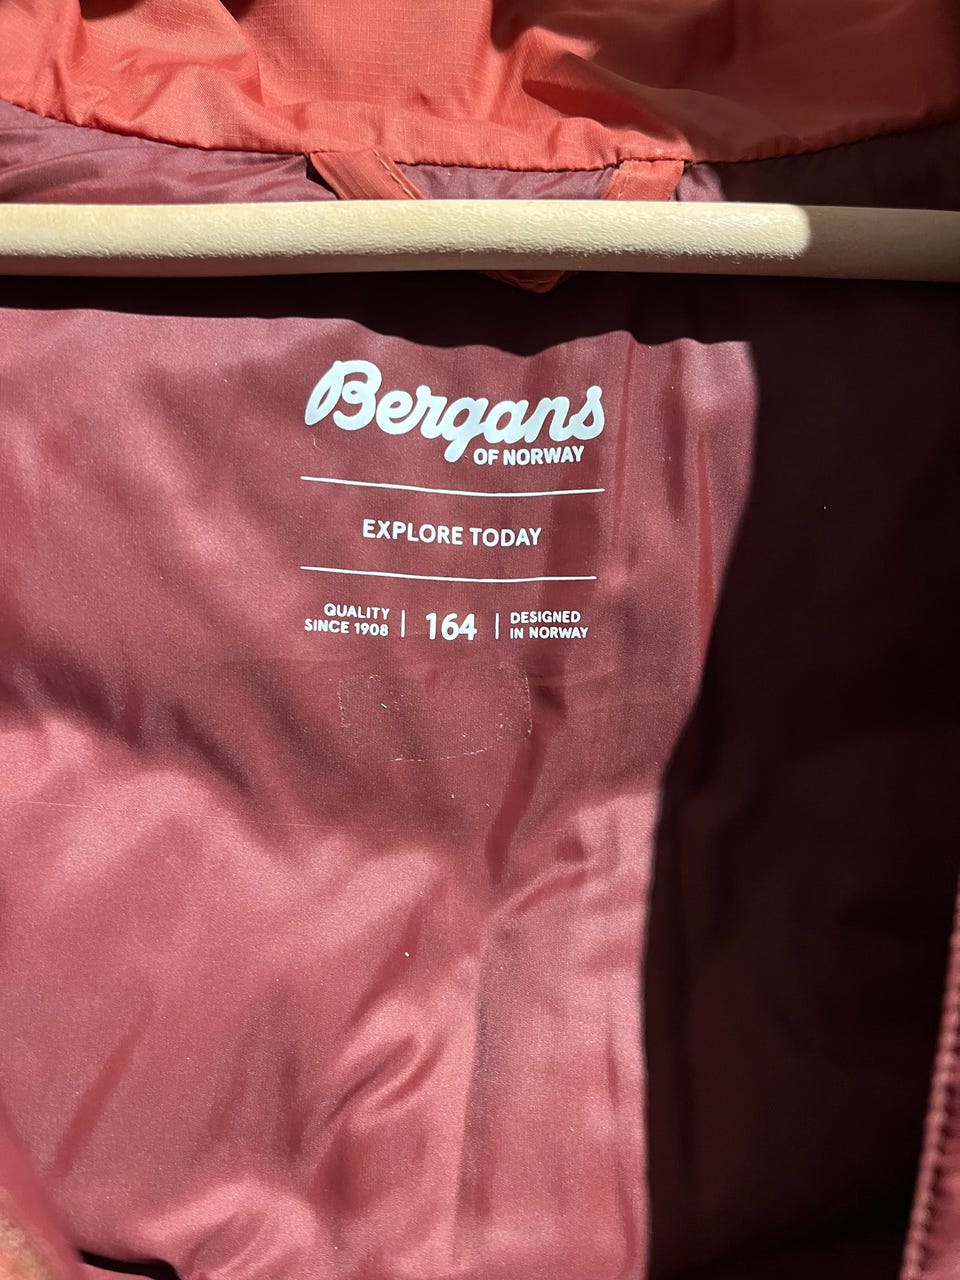 Bergans
OF NORWAY
EXPLORE TODAY
QUALITY
SINCE 1908 | 164 | DESIGNED
IN NORWAY